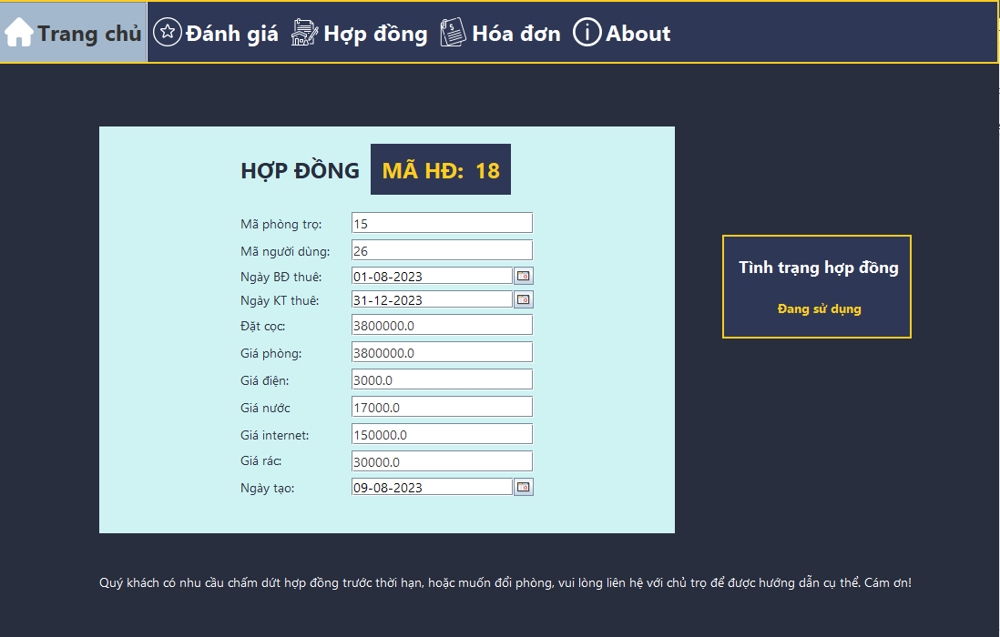 Trang chủ Đánh giá Hợp đồng Hóa đơn About
HỢP ĐỒNG MÃ HĐ: 18
Mã phòng trọ: 15
Mã người dùng: 26
Ngày BĐ thuê: 01-08-2023
Ngày KT thuê: 31-12-2023
Đặt cọc: 3800000.0
Giá phòng: 3800000.0
Giá điện: 3000.0
Giá nước 17000.0
Giá internet: 150000.0
Giá rác: 30000.0
Ngày tạo: 09-08-2023
Tình trạng hợp đồng
Đang sử dụng
Quý khách có nhu cầu chấm dứt hợp đồng trước thời hạn, hoặc muốn đổi phòng, vui lòng liên hệ với chủ trọ để được hướng dẫn cụ thể. Cám ơn!